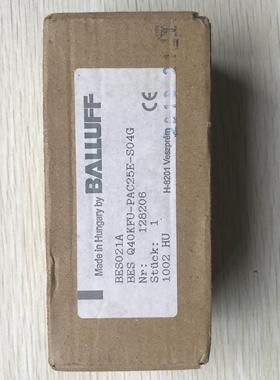 Made in Hungary by
BALLUFF
CE
H-8201 Veszprém
BES021A
BES Q40KFU-PAC25E-S04G
Nr: 128206
Stück: 1
1002 HU